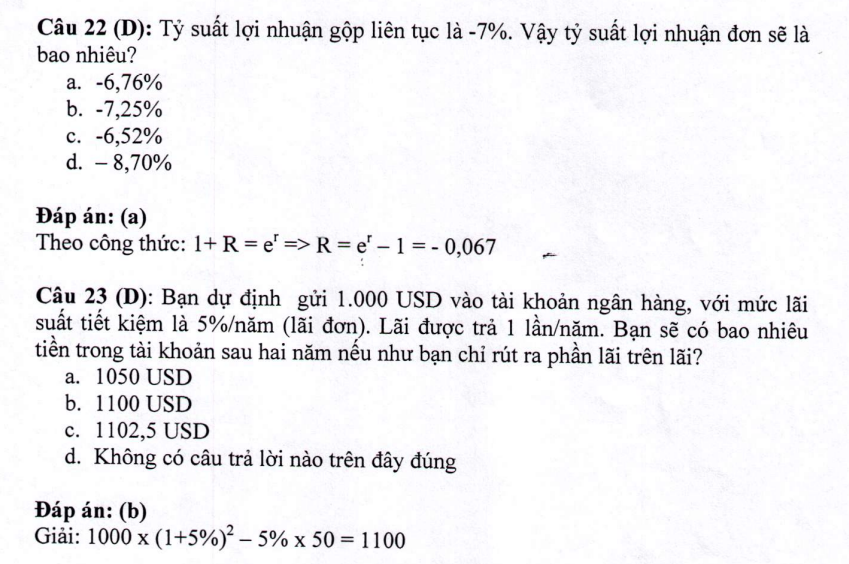 Câu 22 (D): Tỷ suất lợi nhuận gộp liên tục là -7%. Vậy tỷ suất lợi nhuận đơn sẽ là
bao nhiêu?
a. -6,76%
b. -7,25%
c. -6,52%
d. – 8,70%
Đáp án: (a)
Theo công thức: 1+ R = eʳ => R = eʳ – 1 = - 0,067
Câu 23 (D): Bạn dự định gửi 1.000 USD vào tài khoản ngân hàng, với mức lãi
suất tiết kiệm là 5%/năm (lãi đơn). Lãi được trả 1 lần/năm. Bạn sẽ có bao nhiêu
tiền trong tài khoản sau hai năm nếu như bạn chỉ rút ra phần lãi trên lãi?
a. 1050 USD
b. 1100 USD
c. 1102,5 USD
d. Không có câu trả lời nào trên đây đúng
Đáp án: (b)
Giải: 1000 x (1+5%)² – 5% x 50 = 1100